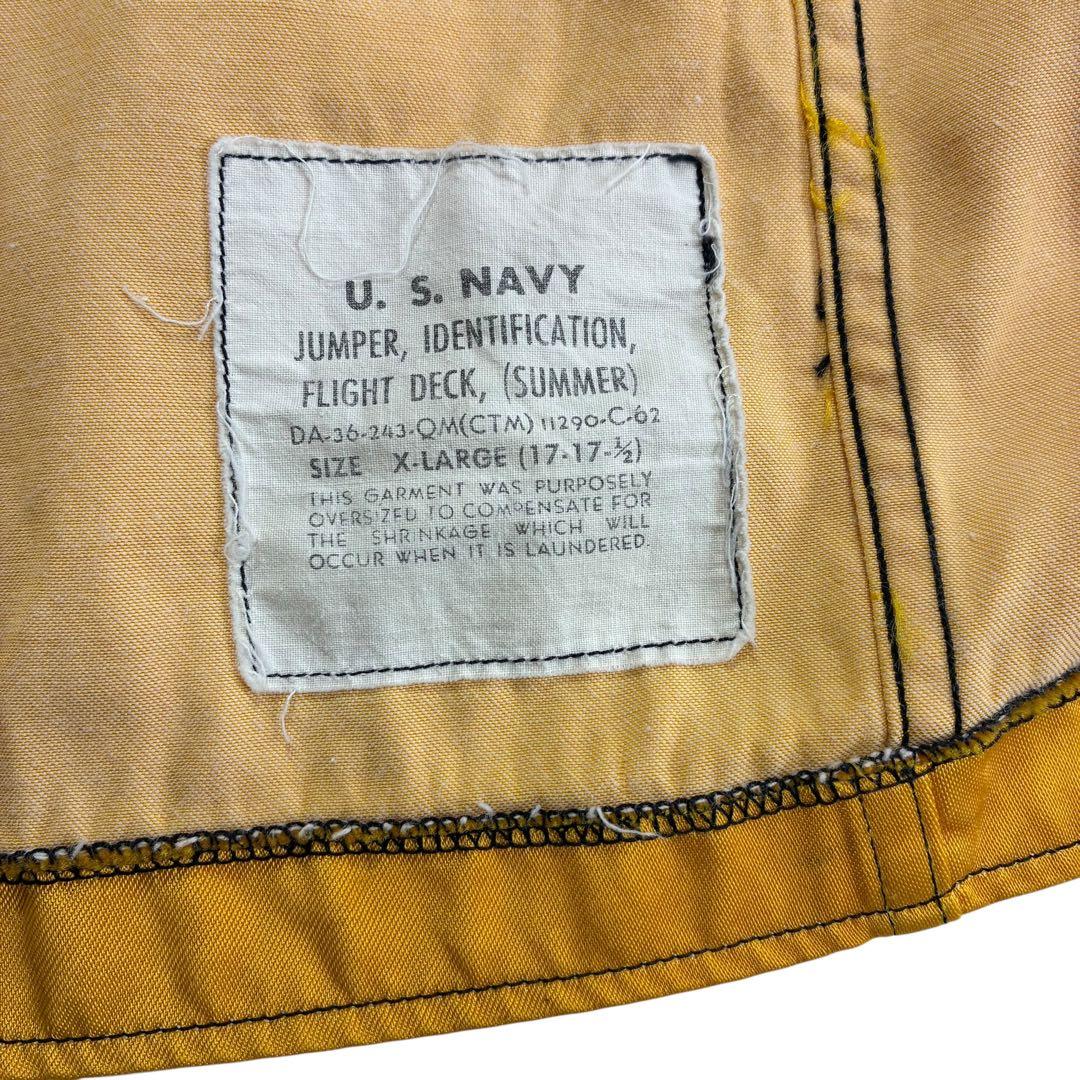 U. S. NAVY
JUMPER, IDENTIFICATION,
FLIGHT DECK, (SUMMER)
DA-36-243-QM(CTM) 11290-C-62
SIZE X-LARGE (17-17-½)
THIS GARMENT WAS PURPOSELY
OVERSIZED TO COMPENSATE FOR
THE SHRINKAGE WHICH WILL
OCCUR WHEN IT IS LAUNDERED.